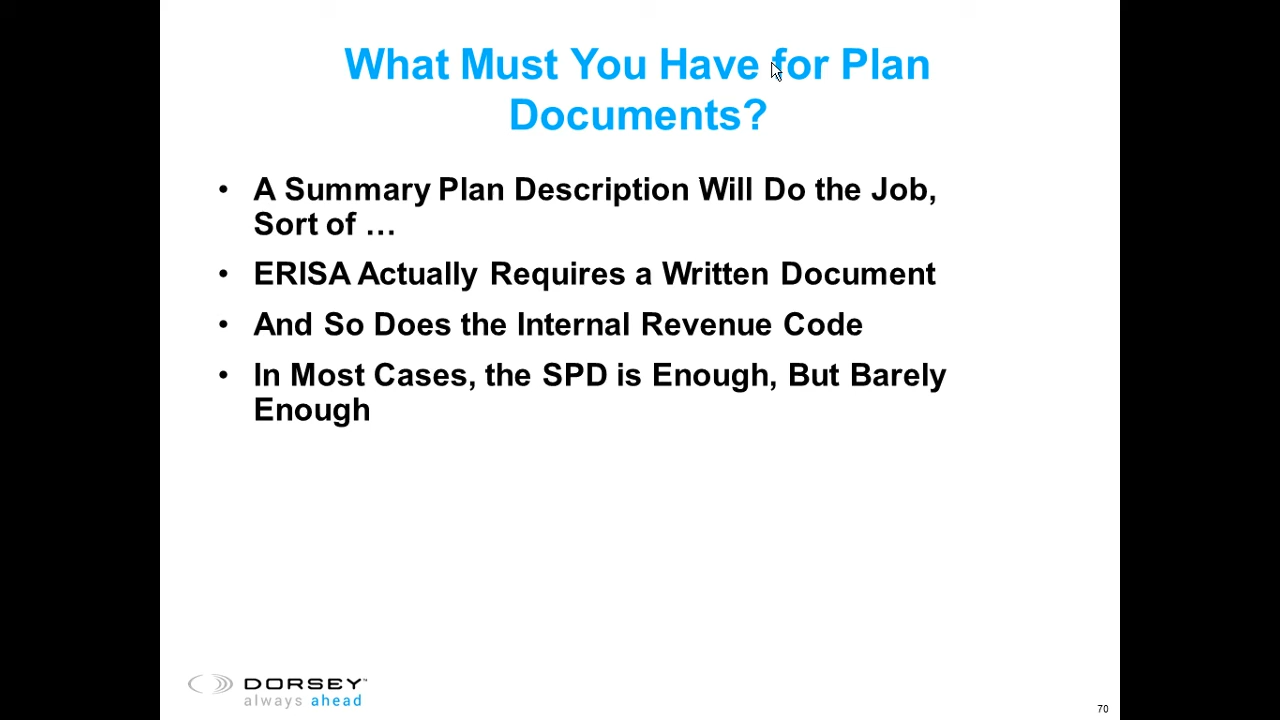 What Must You Have for Plan
Documents?
• A Summary Plan Description Will Do the Job,
Sort of …
• ERISA Actually Requires a Written Document
• And So Does the Internal Revenue Code
• In Most Cases, the SPD is Enough, But Barely
Enough
DORSEY™
always ahead
70